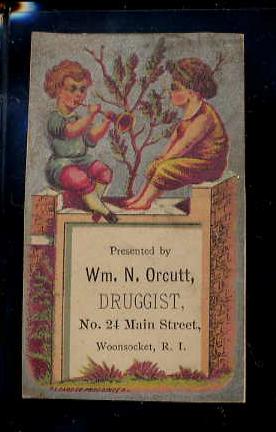 Presented by
Wm. N. Orcutt,
DRUGGIST,
No. 24 Main Street,
Woonsocket, R. I.